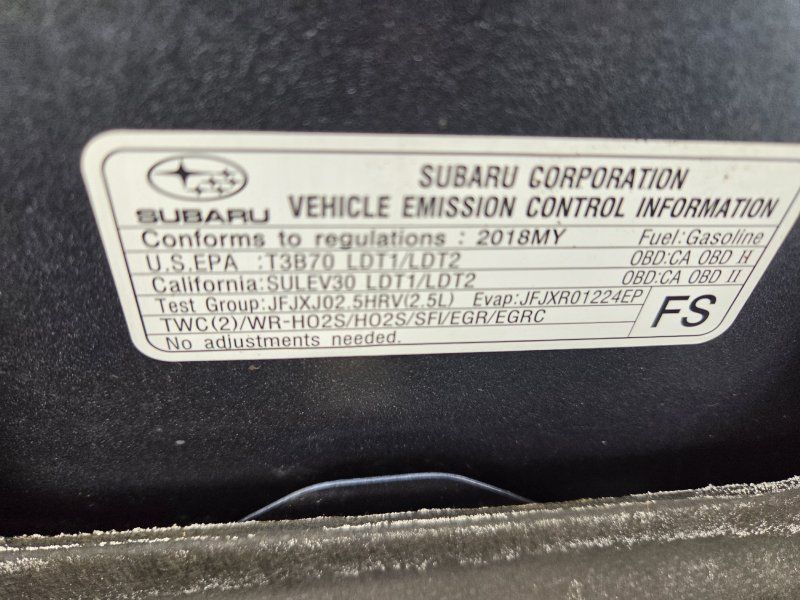 SUBARU CORPORATION
SUBARU VEHICLE EMISSION CONTROL INFORMATION
Conforms to regulations : 2018MY Fuel:Gasoline
U.S.EPA :T3B70 LDT1/LDT2 OBD:CA OBD II
California:SULEV30 LDT1/LDT2 OBD:CA OBD II
Test Group:JFJXJ02.5HRV(2.5L) Evap:JFJXR01224EP
FS
TWC(2)/WR-HO2S/HO2S/SFI/EGR/EGRC
No adjustments needed.